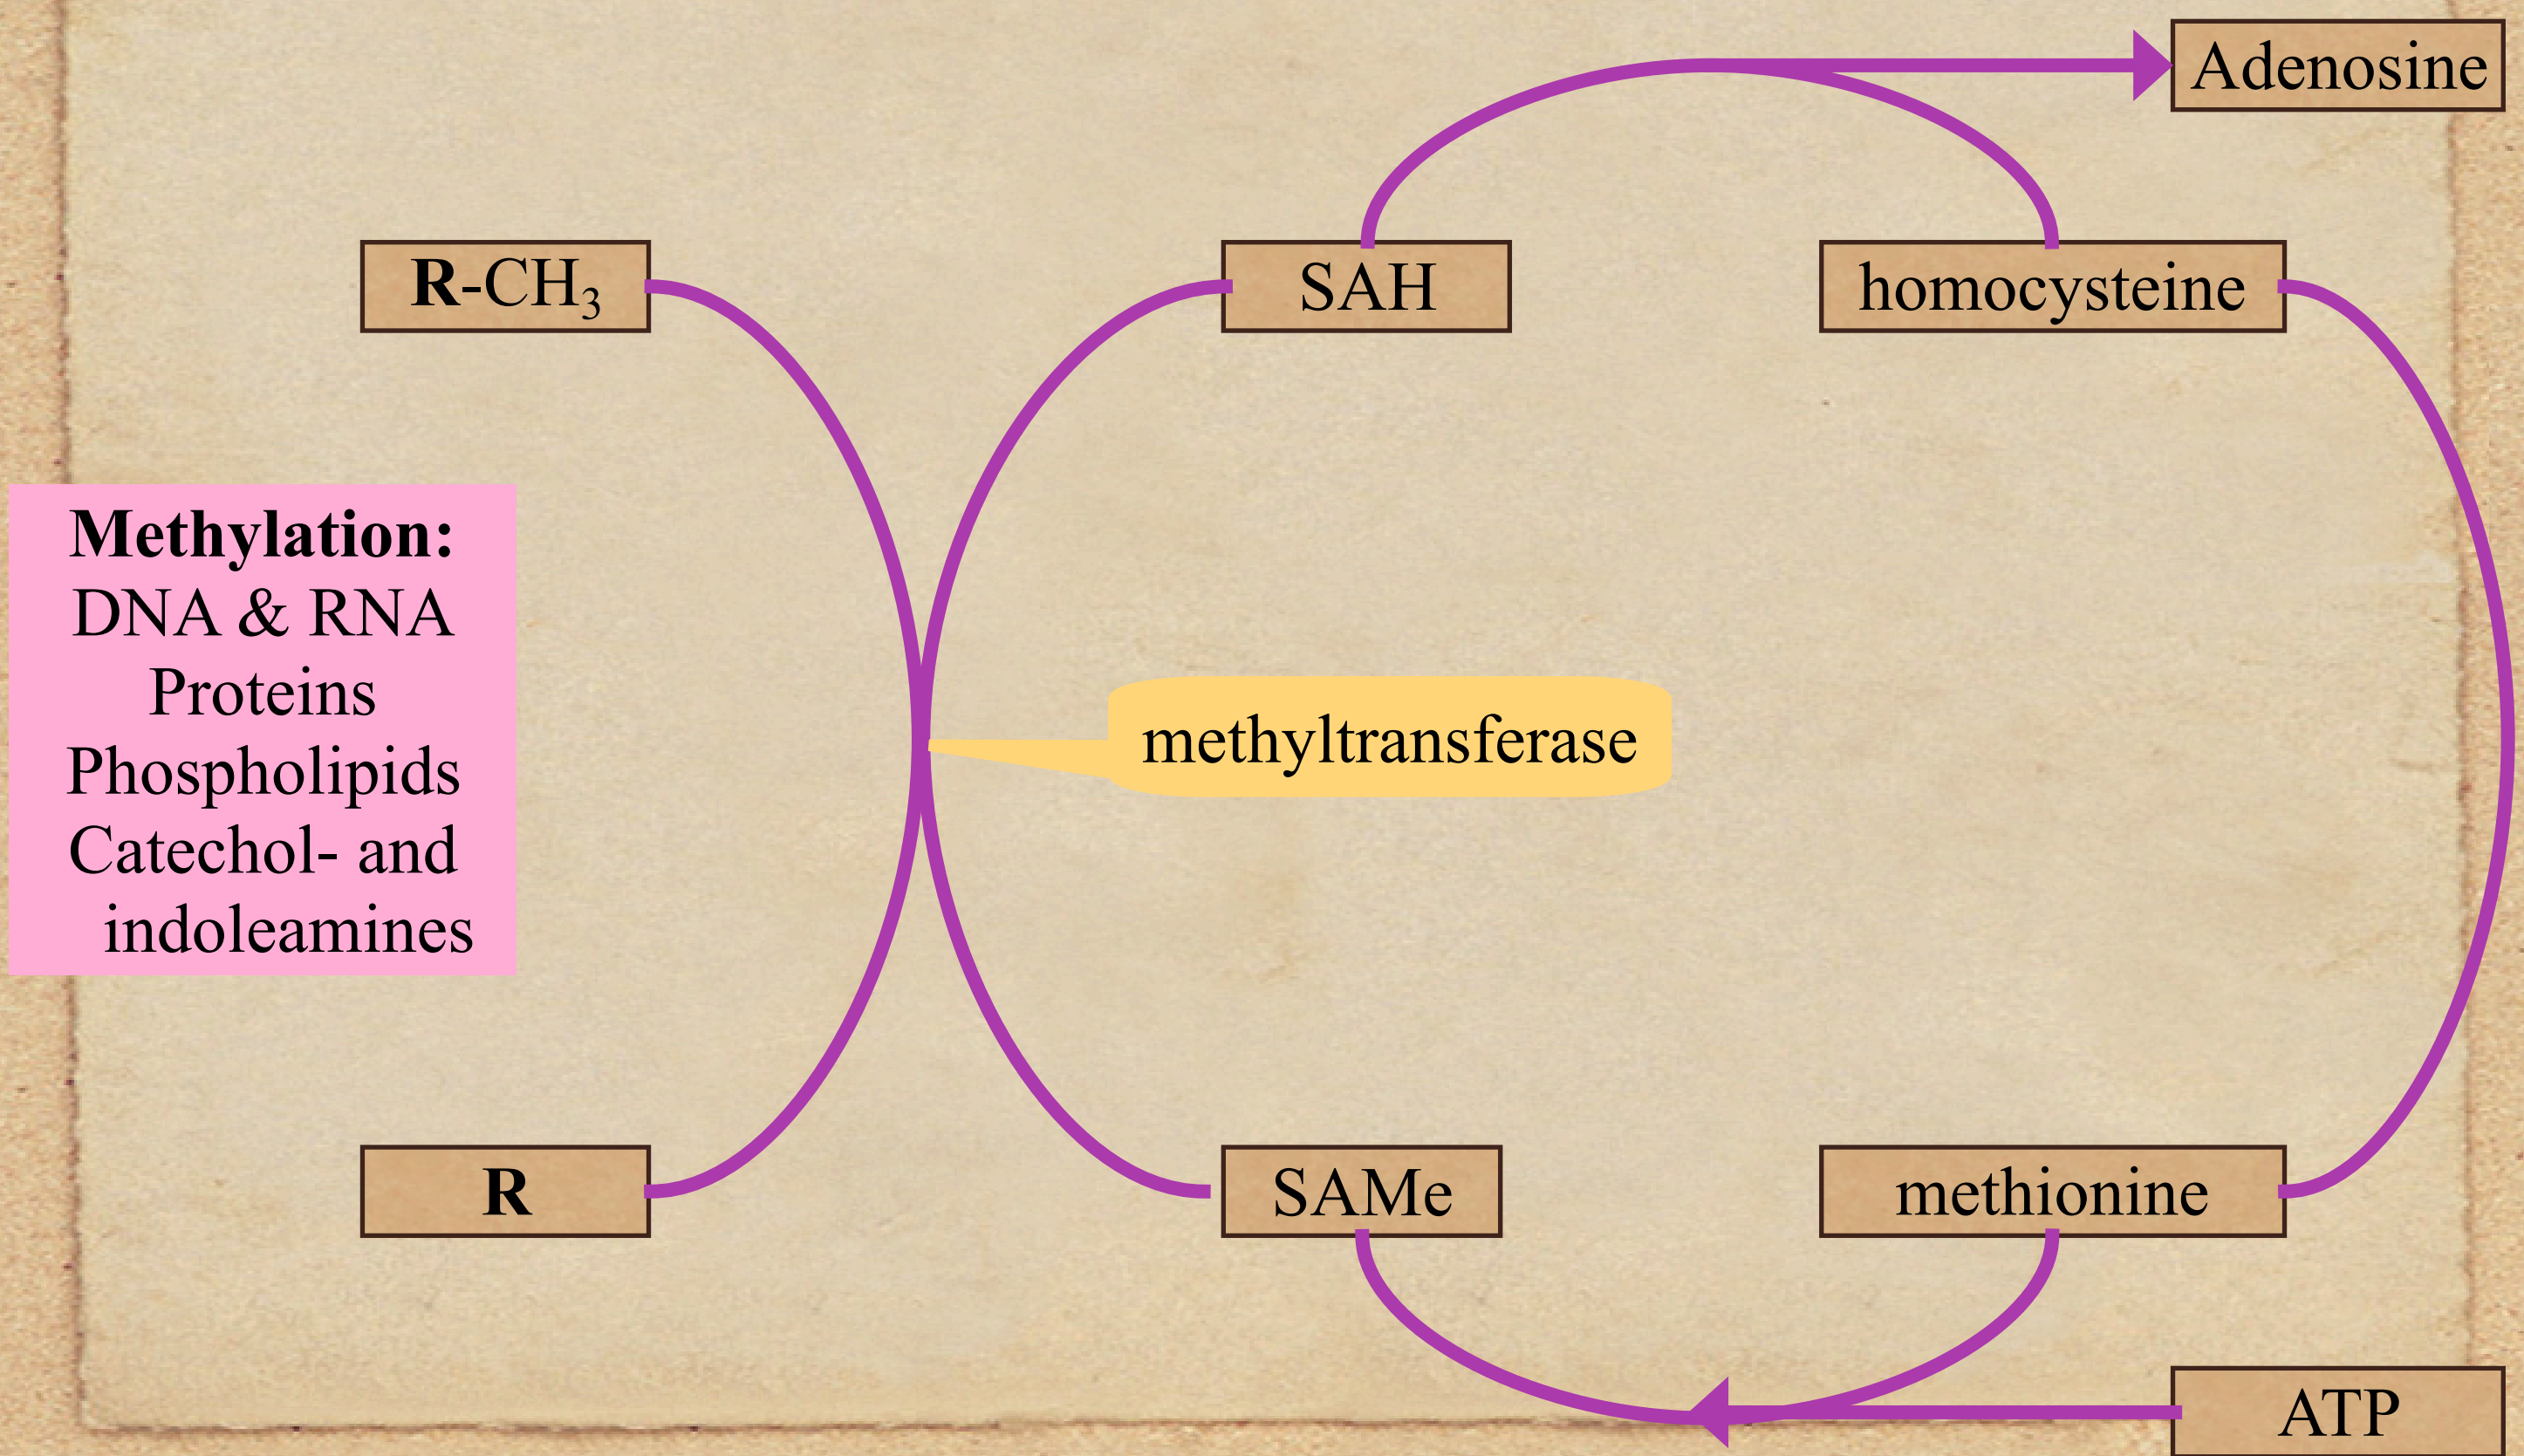 Adenosine
R-CH₃
SAH
homocysteine
Methylation:
DNA & RNA
Proteins
Phospholipids
Catechol- and
indoleamines
methyltransferase
R
SAMe
methionine
ATP